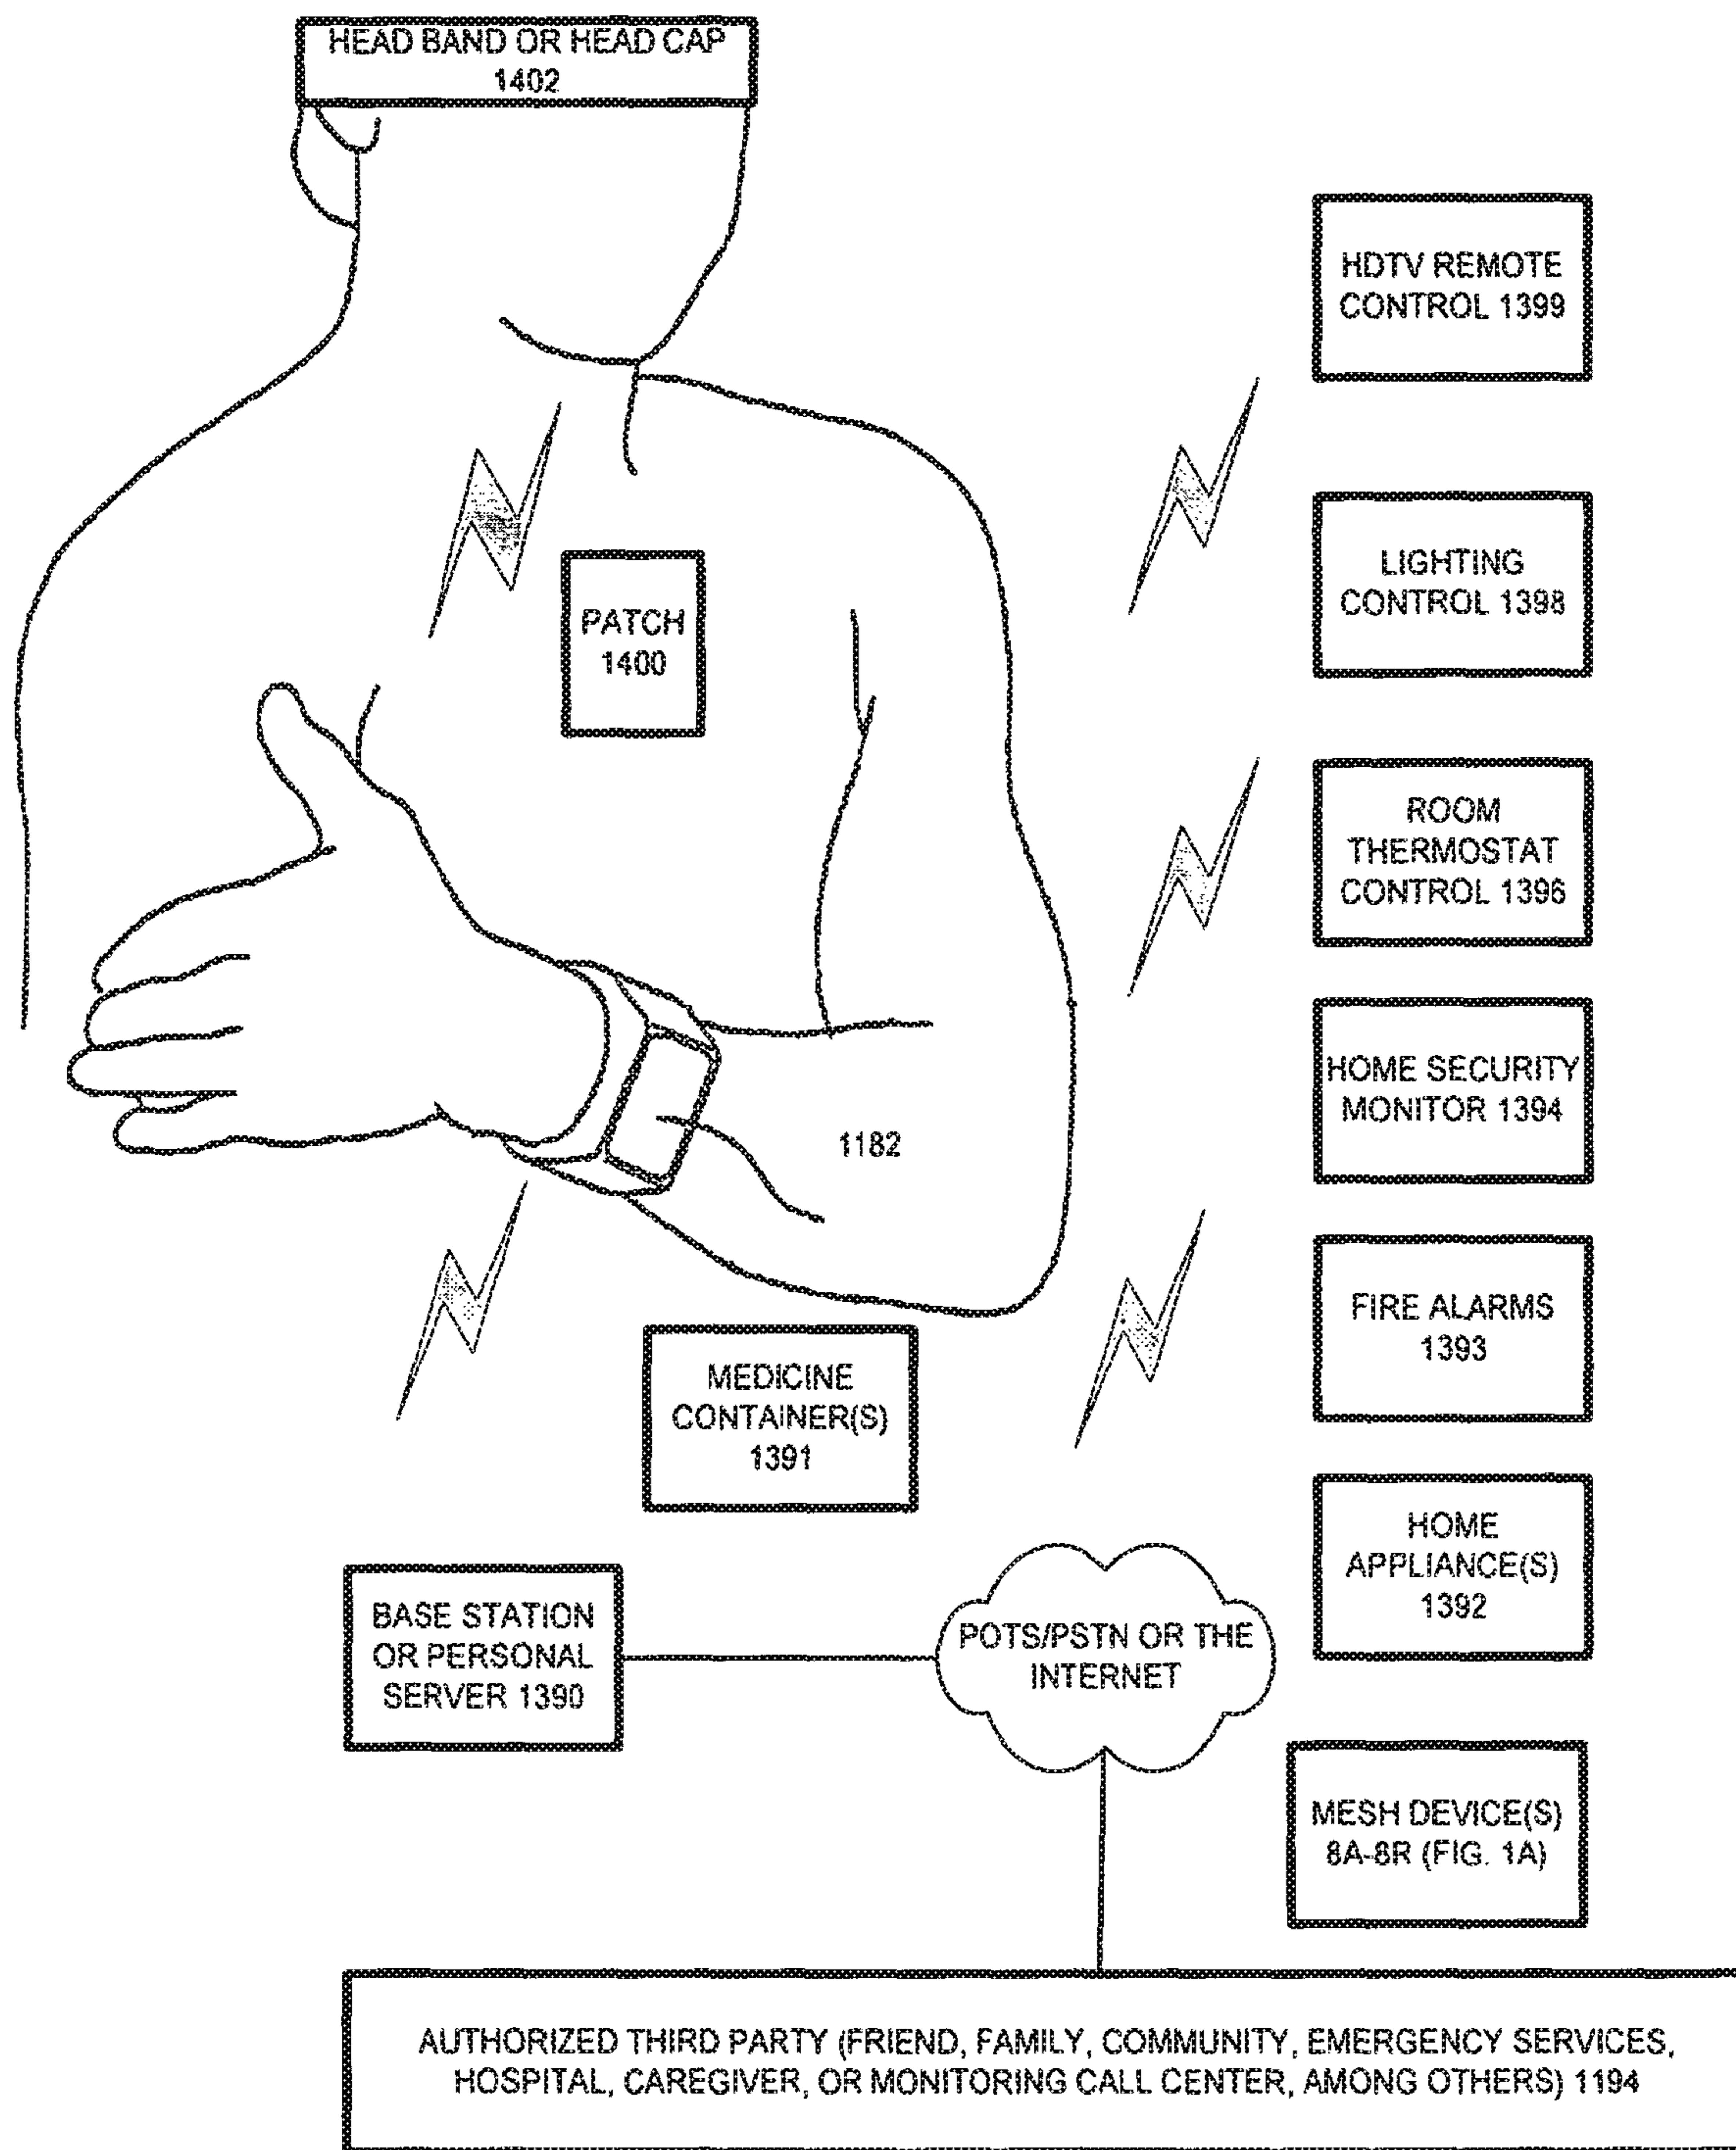 HEAD BAND OR HEAD CAP
1402
HDTV REMOTE
CONTROL 1399
LIGHTING
CONTROL 1398
PATCH
1400
ROOM
THERMOSTAT
CONTROL 1396
HOME SECURITY
MONITOR 1394
1182
FIRE ALARMS
1393
MEDICINE
CONTAINER(S)
1391
HOME
APPLIANCE(S)
1392
BASE STATION
OR PERSONAL
SERVER 1390
POTS/PSTN OR THE
INTERNET
MESH DEVICE(S)
8A-8R (FIG. 1A)
AUTHORIZED THIRD PARTY (FRIEND, FAMILY, COMMUNITY, EMERGENCY SERVICES,
HOSPITAL, CAREGIVER, OR MONITORING CALL CENTER, AMONG OTHERS) 1194